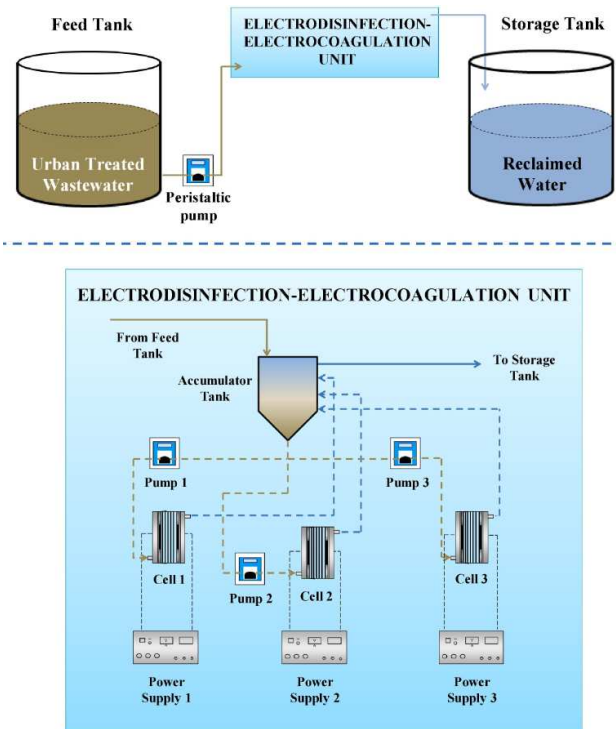 Feed Tank
ELECTRODISINFECTION-
ELECTROCOAGULATION
UNIT
Storage Tank
Urban Treated
Wastewater
Peristaltic
pump
Reclaimed
Water
ELECTRODISINFECTION-ELECTROCOAGULATION UNIT
From Feed
Tank
To Storage
Tank
Accumulator
Tank
Pump 1
Pump 3
Cell 1
Pump 2
Cell 2
Cell 3
Power
Supply 1
Power
Supply 2
Power
Supply 3